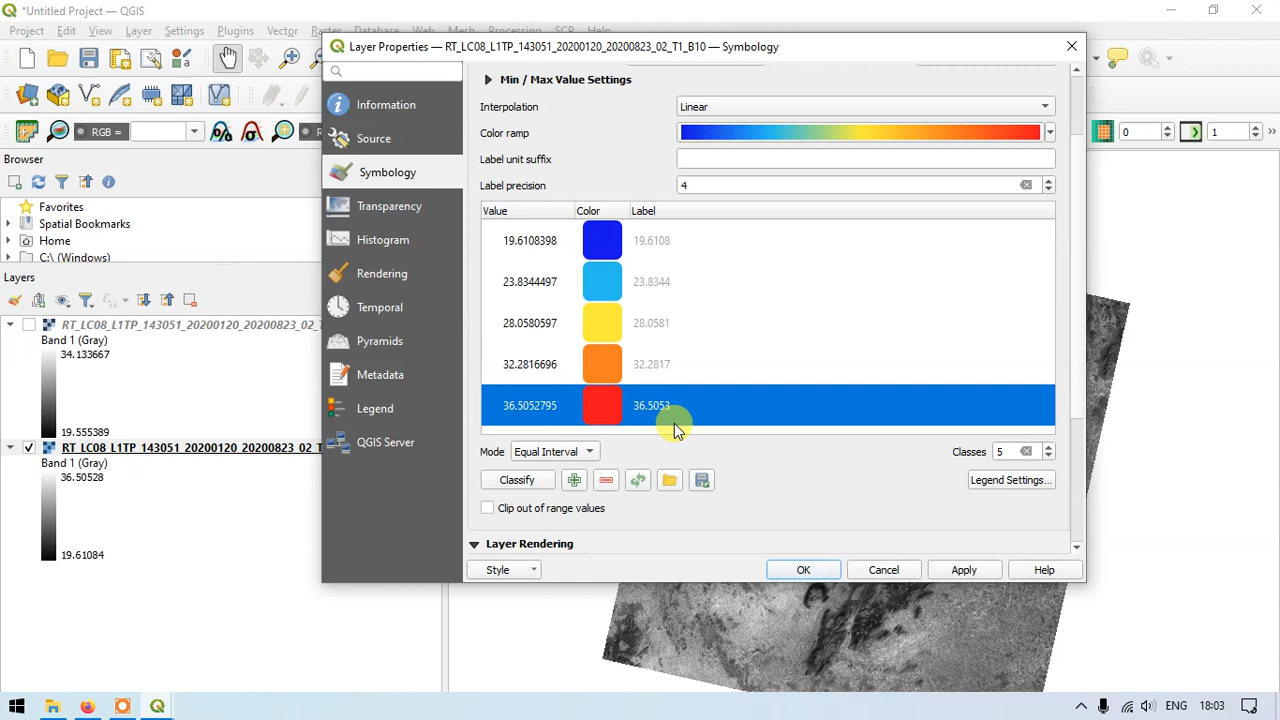 *Untitled Project — QGIS
Project Edit View Layer Settings Plugins Vector Raster Database Web Mesh Processing SCP Help
Layer Properties — RT_LC08_L1TP_143051_20200120_20200823_02_T1_B10 — Symbology
RGB =
0
1
Browser
Favorites
Spatial Bookmarks
Home
C:\ (Windows)
Layers
RT_LC08_L1TP_143051_20200120_20200823_02_T
Band 1 (Gray)
34.133667
19.555389
RT_LC08_L1TP_143051_20200120_20200823_02_T
Band 1 (Gray)
36.50528
19.61084
Information
Source
Symbology
Transparency
Histogram
Rendering
Temporal
Pyramids
Metadata
Legend
QGIS Server
Min / Max Value Settings
Interpolation Linear
Color ramp
Label unit suffix
Label precision 4
Value Color Label
19.6108398 19.6108
23.8344497 23.8344
28.0580597 28.0581
32.2816696 32.2817
36.5052795 36.5053
Mode Equal Interval Classes 5
Classify Legend Settings...
Clip out of range values
Layer Rendering
Style OK Cancel Apply Help
ENG 18:03